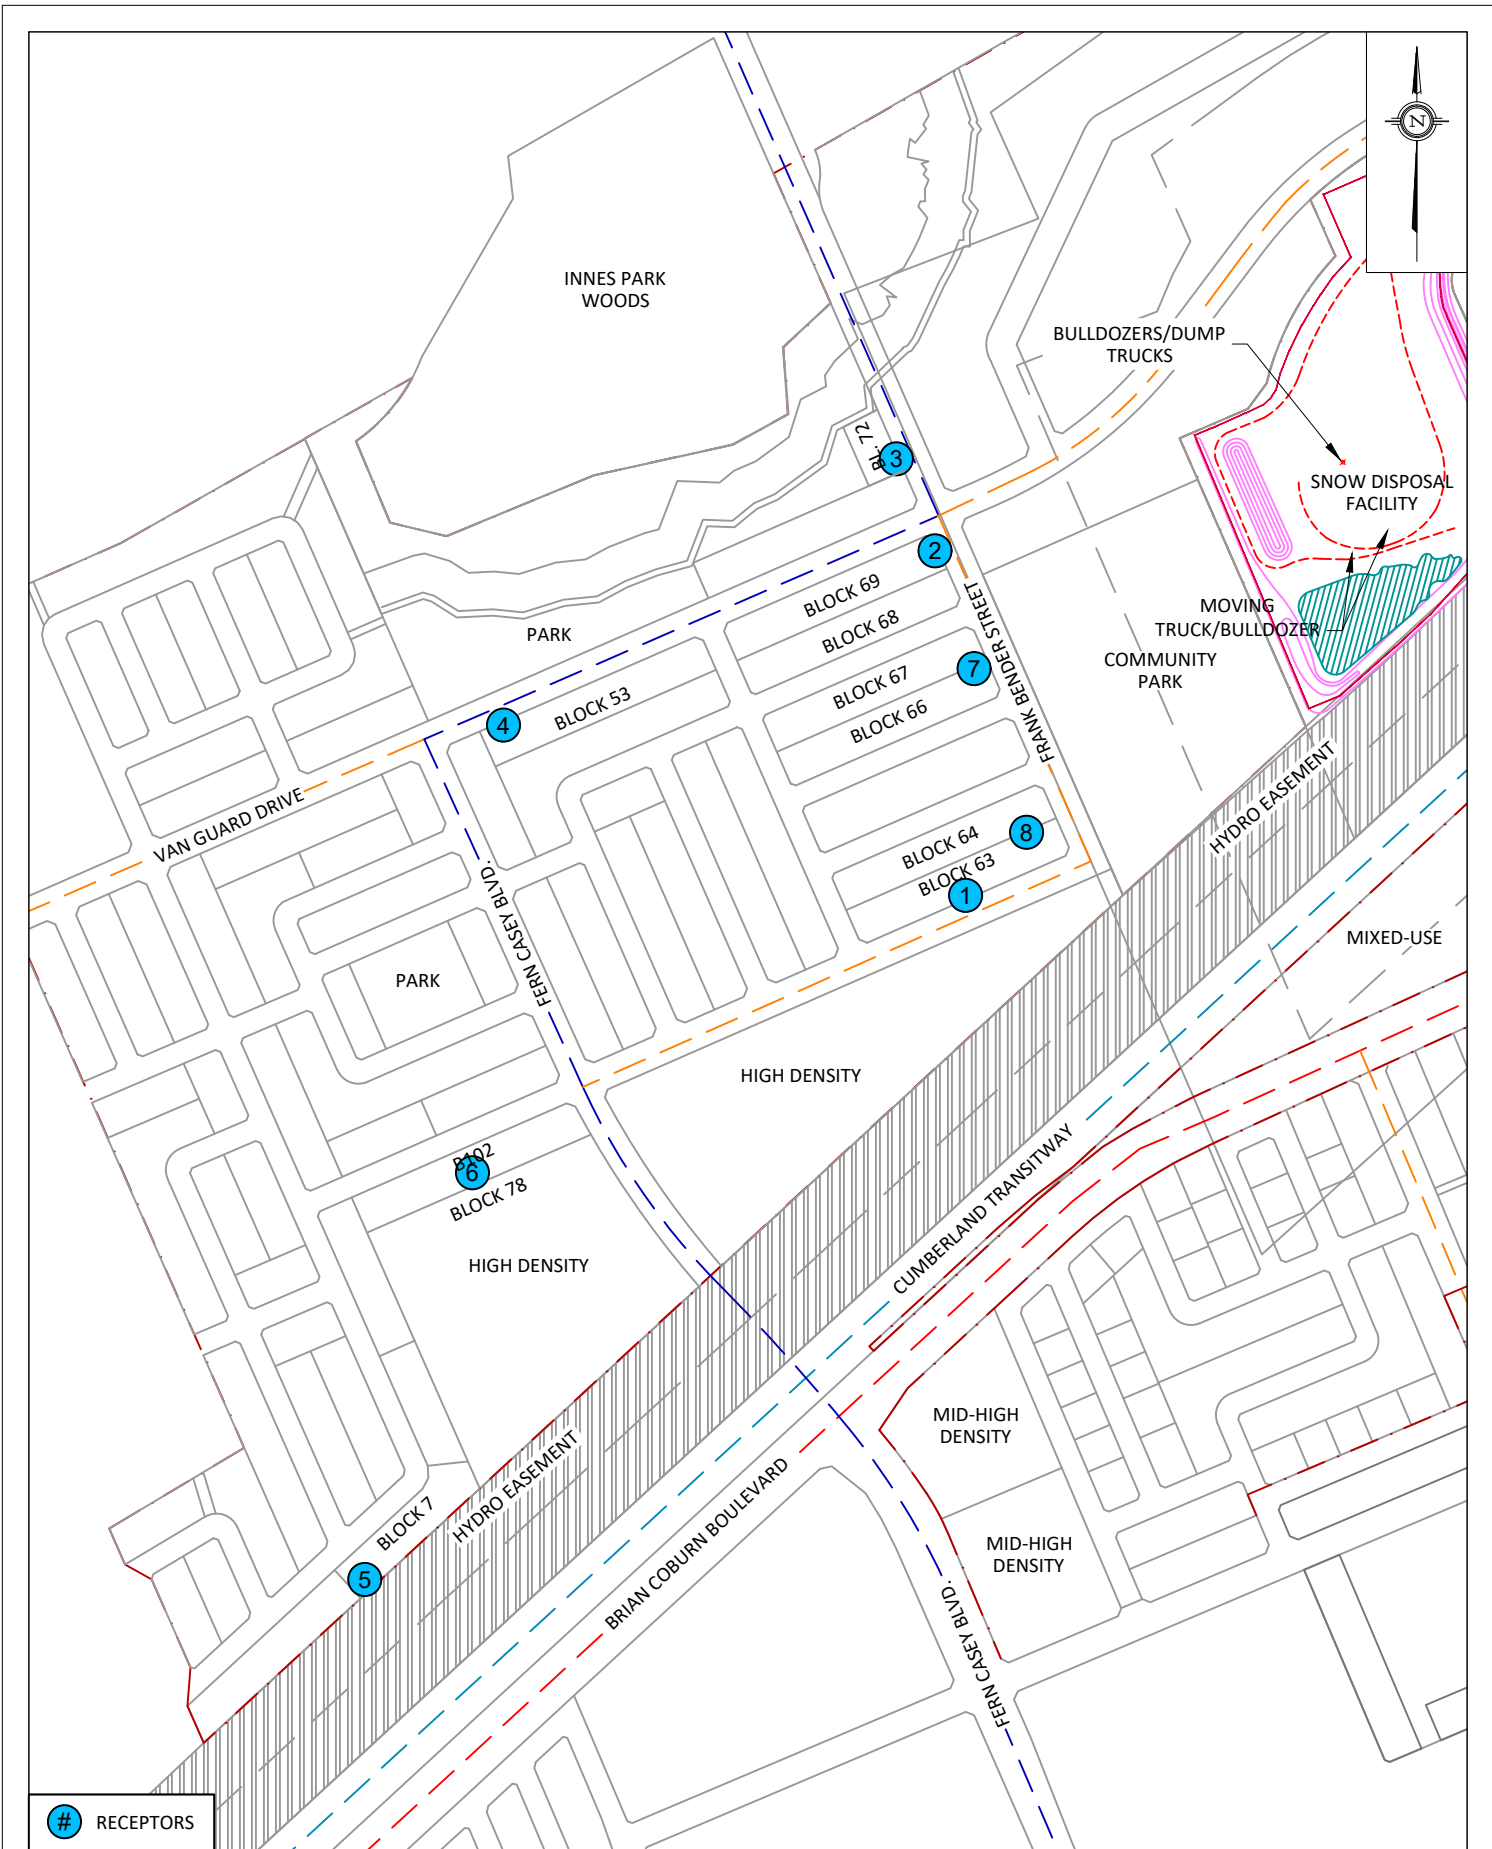 N
INNES PARK
WOODS
BULLDOZERS/DUMP
TRUCKS
BL. 72
3
SNOW DISPOSAL
FACILITY
2
BLOCK 69
BLOCK 68
FRANK BENDER STREET
MOVING
TRUCK/BULLDOZER
PARK
COMMUNITY
PARK
7
BLOCK 67
BLOCK 66
BLOCK 53
4
HYDRO EASEMENT
VAN GUARD DRIVE
8
BLOCK 64
BLOCK 63
1
FERN CASEY BLVD.
MIXED-USE
PARK
HIGH DENSITY
B102
6
BLOCK 78
CUMBERLAND TRANSITWAY
HIGH DENSITY
MID-HIGH
DENSITY
HYDRO EASEMENT
BLOCK 7
BRIAN COBURN BOULEVARD
MID-HIGH
DENSITY
5
FERN CASEY BLVD.
# RECEPTORS